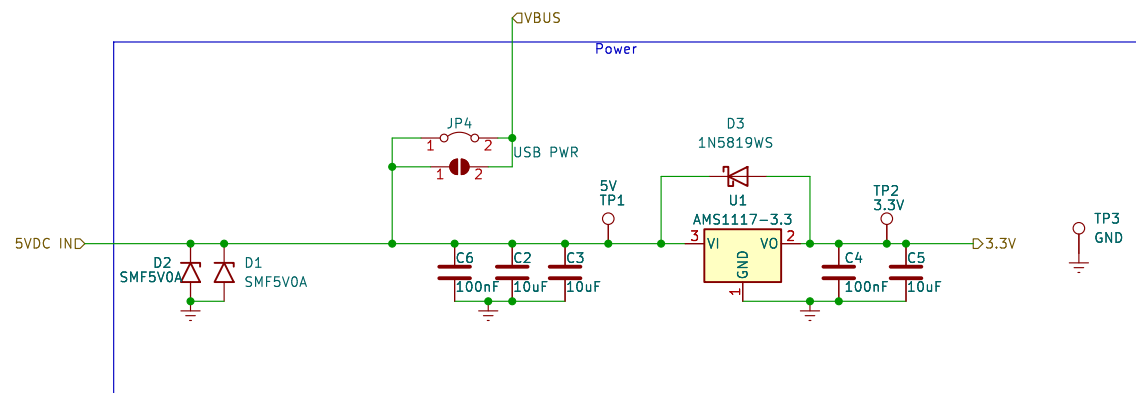 VBUS
Power
JP4
1 2
USB PWR
1 2
D3
1N5819WS
5V
TP1
U1
AMS1117-3.3
TP2
3.3V
TP3
GND
5VDC IN
3 VI VO 2
3.3V
GND
1
D2
SMF5V0A
D1
SMF5V0A
C6
100nF
C2
10uF
C3
10uF
C4
100nF
C5
10uF